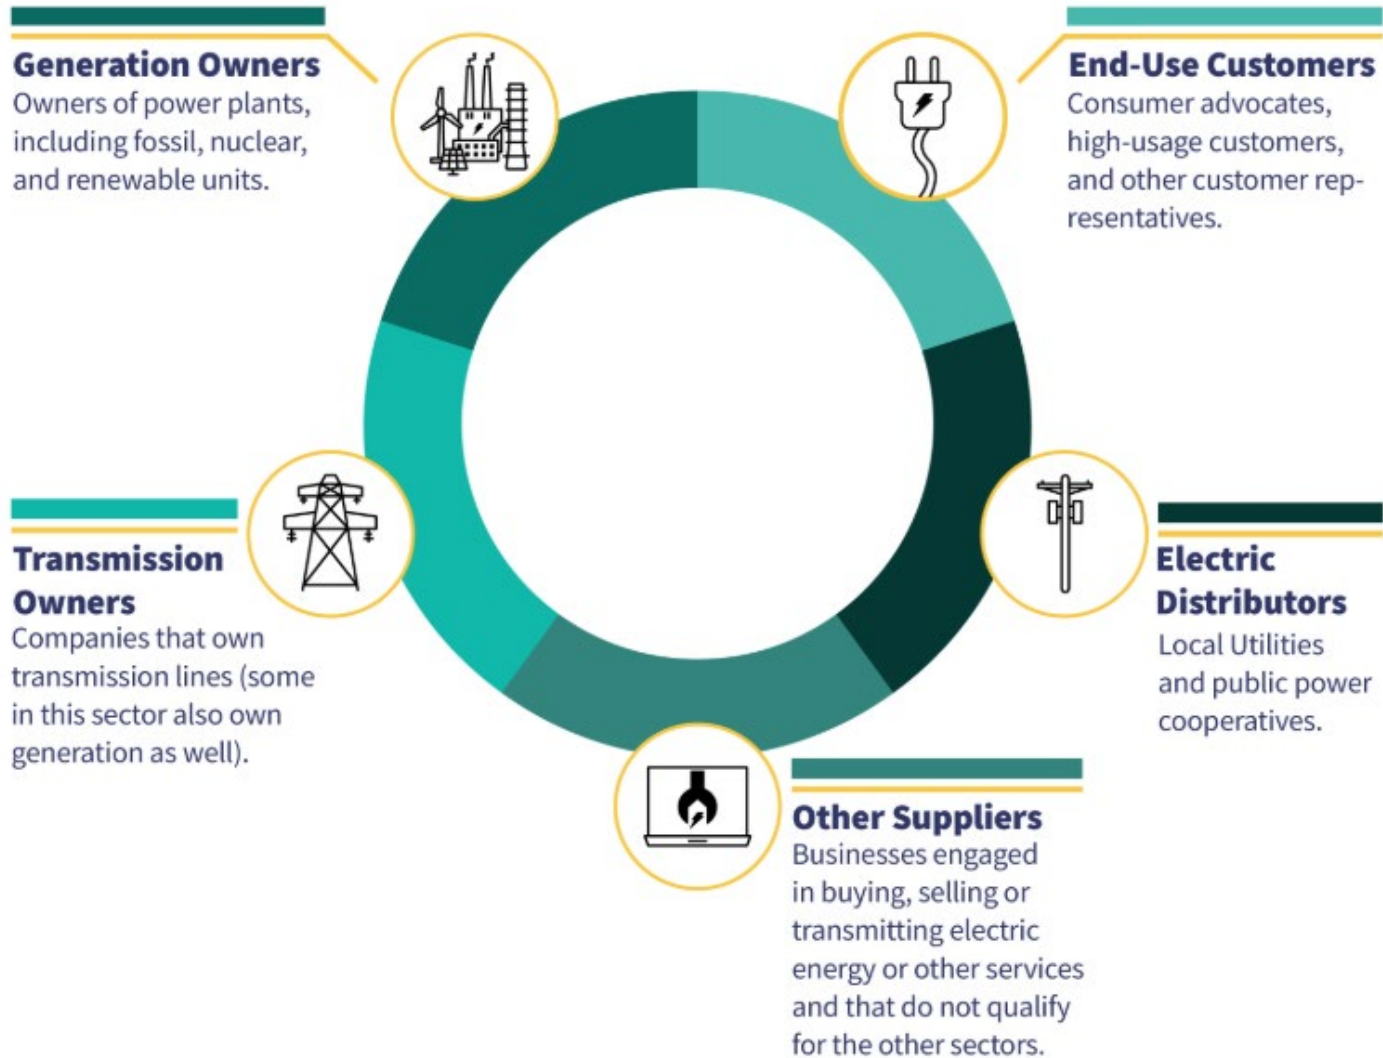 Generation Owners
Owners of power plants,
including fossil, nuclear,
and renewable units.
End-Use Customers
Consumer advocates,
high-usage customers,
and other customer rep-
resentatives.
Transmission
Owners
Companies that own
transmission lines (some
in this sector also own
generation as well).
Electric
Distributors
Local Utilities
and public power
cooperatives.
Other Suppliers
Businesses engaged
in buying, selling or
transmitting electric
energy or other services
and that do not qualify
for the other sectors.